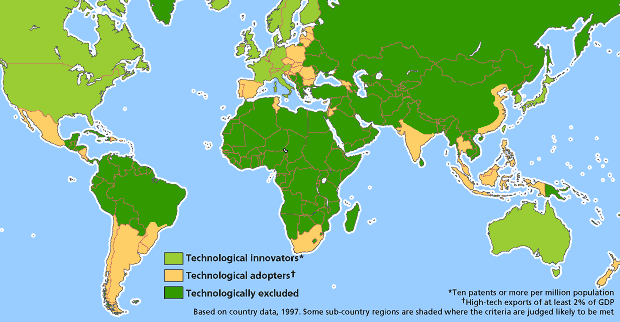 Technological innovators*
Technological adopters†
Technologically excluded
*Ten patents or more per million population
†High-tech exports of at least 2% of GDP
Based on country data, 1997. Some sub-country regions are shaded where the criteria are judged likely to be met